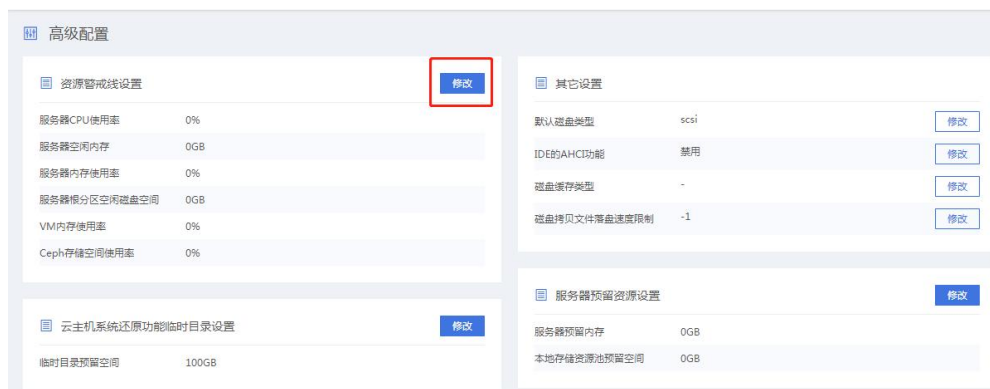 高级配置
资源警戒线设置 修改
服务器CPU使用率 0%
服务器空闲内存 0GB
服务器内存使用率 0%
服务器根分区空闲磁盘空间 0GB
VM内存使用率 0%
Ceph存储空间使用率 0%
云主机系统还原功能临时目录设置 修改
临时目录预留空间 100GB
其它设置
默认磁盘类型 scsi 修改
IDE的AHCI功能 禁用 修改
磁盘缓存类型 - 修改
磁盘拷贝文件落盘速度限制 -1 修改
服务器预留资源设置 修改
服务器预留内存 0GB
本地存储资源池预留空间 0GB